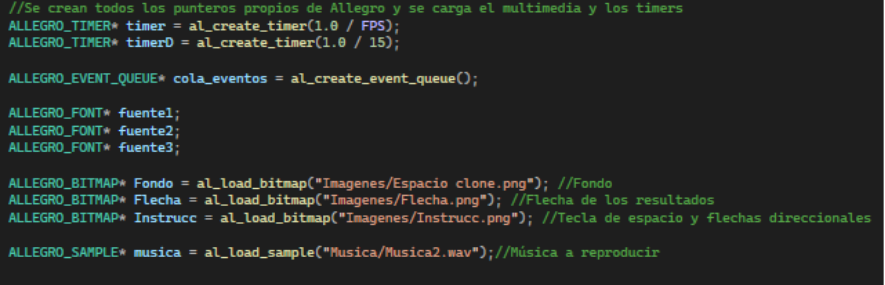 //Se crean todos los punteros propios de Allegro y se carga el multimedia y los timers
ALLEGRO_TIMER* timer = al_create_timer(1.0 / FPS);
ALLEGRO_TIMER* timerD = al_create_timer(1.0 / 15);
ALLEGRO_EVENT_QUEUE* cola_eventos = al_create_event_queue();
ALLEGRO_FONT* fuente1;
ALLEGRO_FONT* fuente2;
ALLEGRO_FONT* fuente3;
ALLEGRO_BITMAP* Fondo = al_load_bitmap("Imagenes/Espacio clone.png"); //Fondo
ALLEGRO_BITMAP* Flecha = al_load_bitmap("Imagenes/Flecha.png"); //Flecha de los resultados
ALLEGRO_BITMAP* Instrucc = al_load_bitmap("Imagenes/Instrucc.png"); //Tecla de espacio y flechas direccionales
ALLEGRO_SAMPLE* musica = al_load_sample("Musica/Musica2.wav");//Música a reproducir